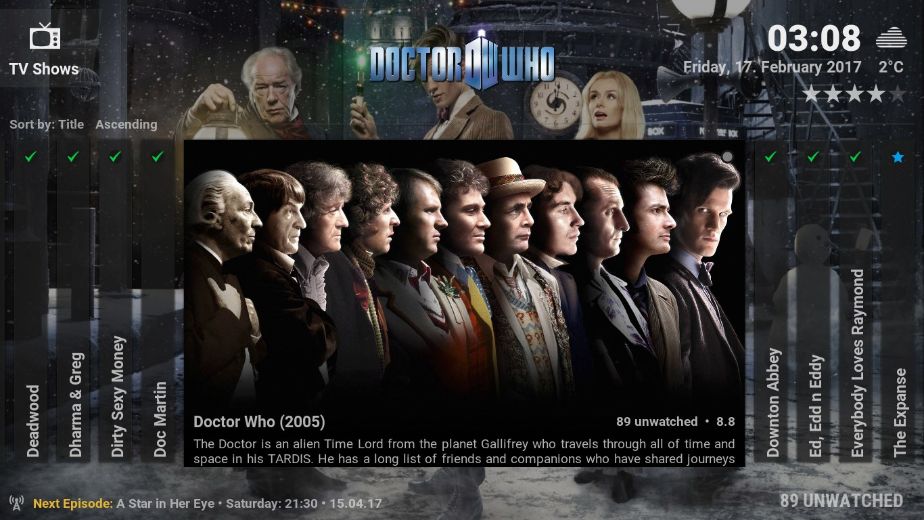 TV Shows
DOCTOR WHO
03:08
Friday, 17. February 2017 2°C
Sort by: Title Ascending
BOX
Deadwood
Dharma & Greg
Dirty Sexy Money
Doc Martin
Doctor Who (2005)
89 unwatched • 8.8
The Doctor is an alien Time Lord from the planet Gallifrey who travels through all of time and
space in his TARDIS. He has a long list of friends and companions who have shared journeys
Downton Abbey
Ed, Edd n Eddy
Everybody Loves Raymond
The Expanse
Next Episode: A Star in Her Eye • Saturday: 21:30 • 15.04.17
89 UNWATCHED